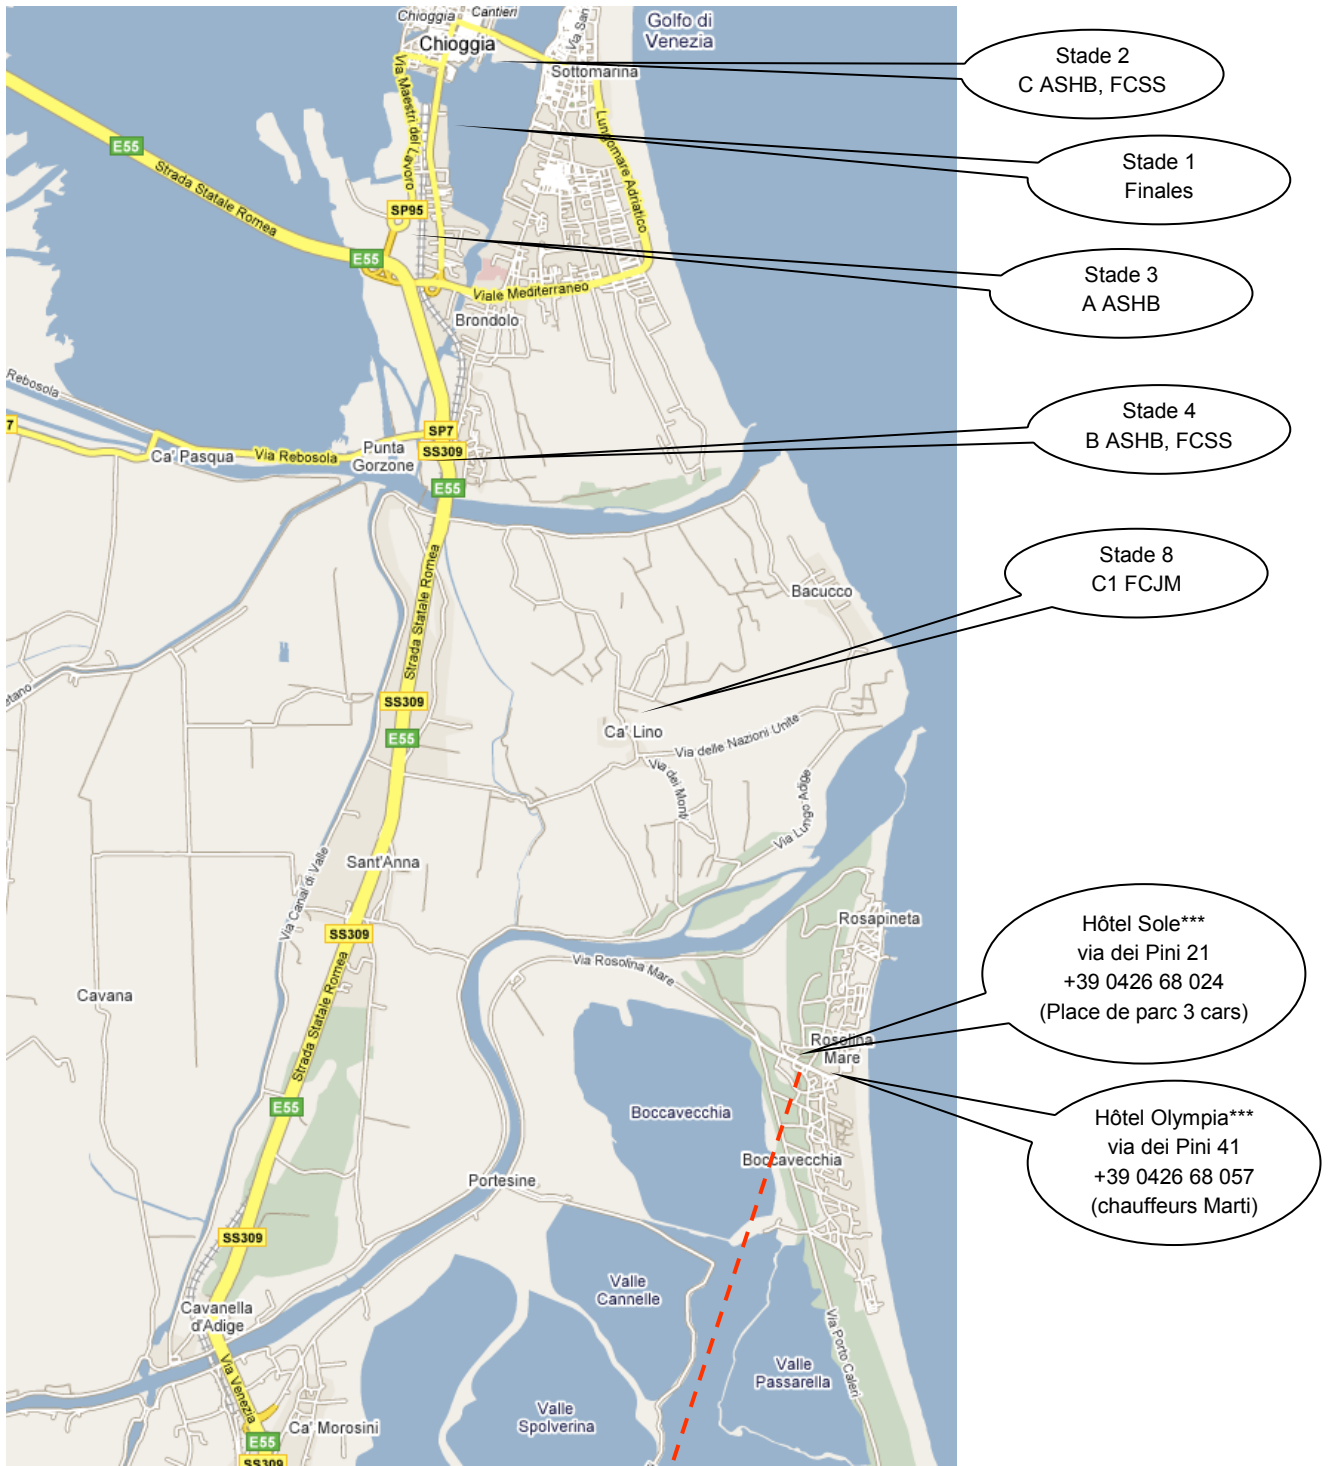 Chioggia
Cantieri
Golfo di
Venezia
Via San
Chioggia
Sottomarina
Stade 2
C ASHB, FCSS
Via Maestri del Lavoro
Lungomare Adriatico
E55
Strada Statale Romea
Stade 1
Finales
SP95
E55
Stade 3
A ASHB
Viale Mediterraneo
Brondolo
Rebosola
7
Ca' Pasqua
Via Rebosola
Punta
Gorzone
SP7
SS309
E55
Stade 4
B ASHB, FCSS
Strada Statale Romea
Stade 8
C1 FCJM
Bacucco
etano
SS309
E55
Ca' Lino
Via delle Nazioni Unite
Via dei Monti
Via Lungo Adige
Sant'Anna
Via Canal di Valle
SS309
Rosapineta
Via Rosolina Mare
Cavana
Strada Statale Romea
Hôtel Sole***
via dei Pini 21
+39 0426 68 024
(Place de parc 3 cars)
Rosolina
Mare
E55
Boccavecchia
Boccavecchia
Hôtel Olympia***
via dei Pini 41
+39 0426 68 057
(chauffeurs Marti)
Portesine
SS309
Valle
Cannelle
Cavanella
d'Adige
Via Venezia
Via Porto Caleri
Valle
Passarella
Valle
Spolverina
Ca' Morosini
E55
SS309